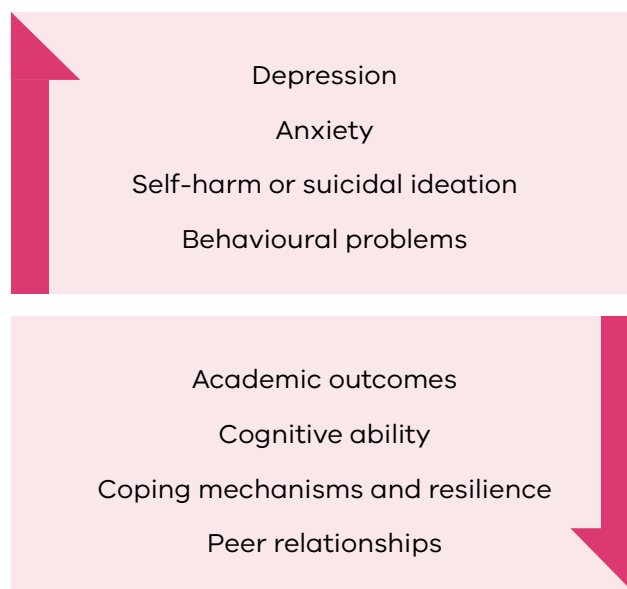 Depression
Anxiety
Self-harm or suicidal ideation
Behavioural problems
Academic outcomes
Cognitive ability
Coping mechanisms and resilience
Peer relationships